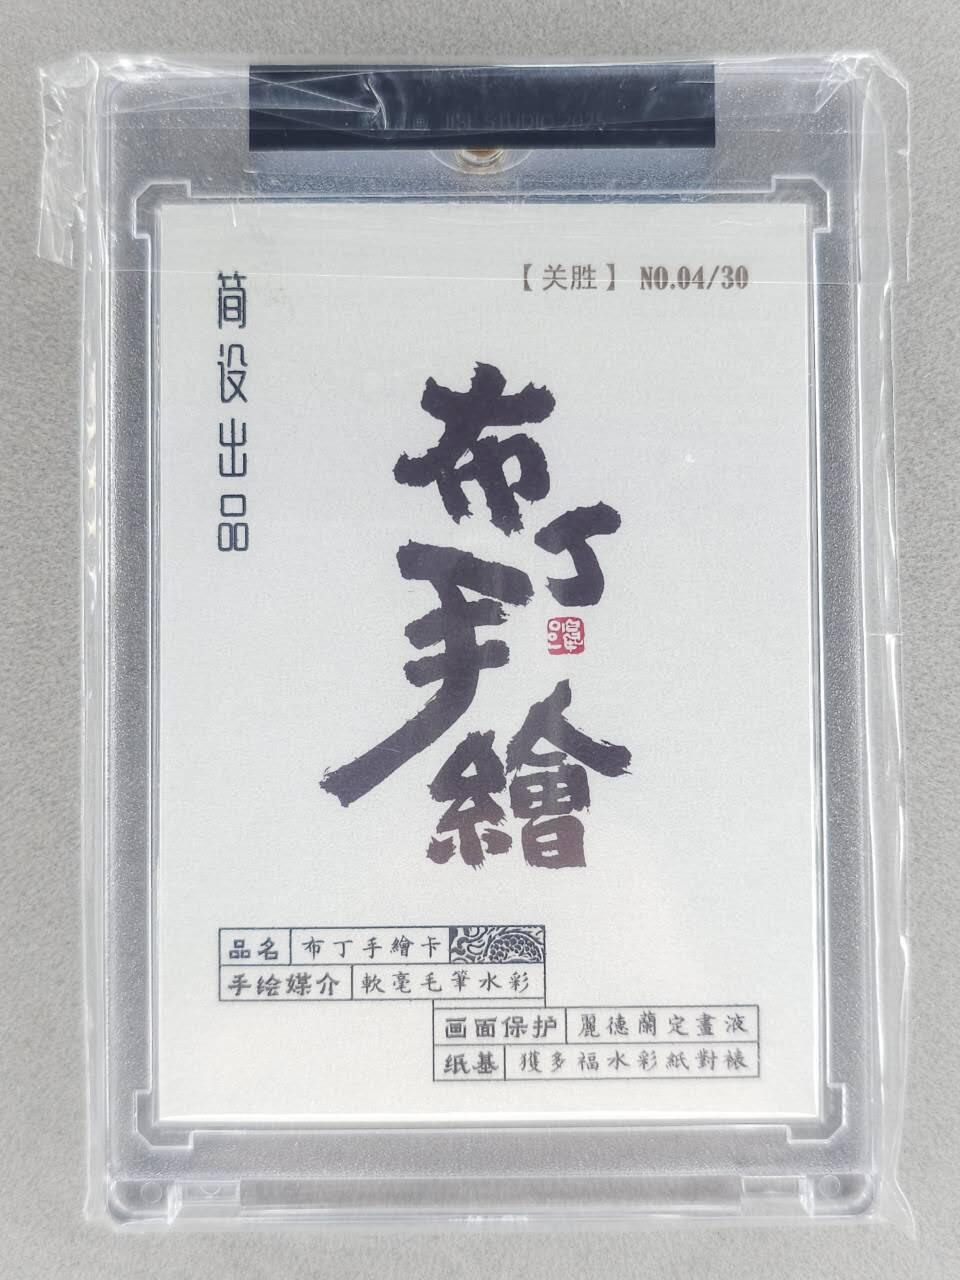 【关胜】 NO.04/30
简设出品
布丁
手繪
品名 布丁手繪卡
手绘媒介 軟毫毛筆水彩
画面保护 麗德蘭定畫液
纸基 獲多福水彩紙對裱